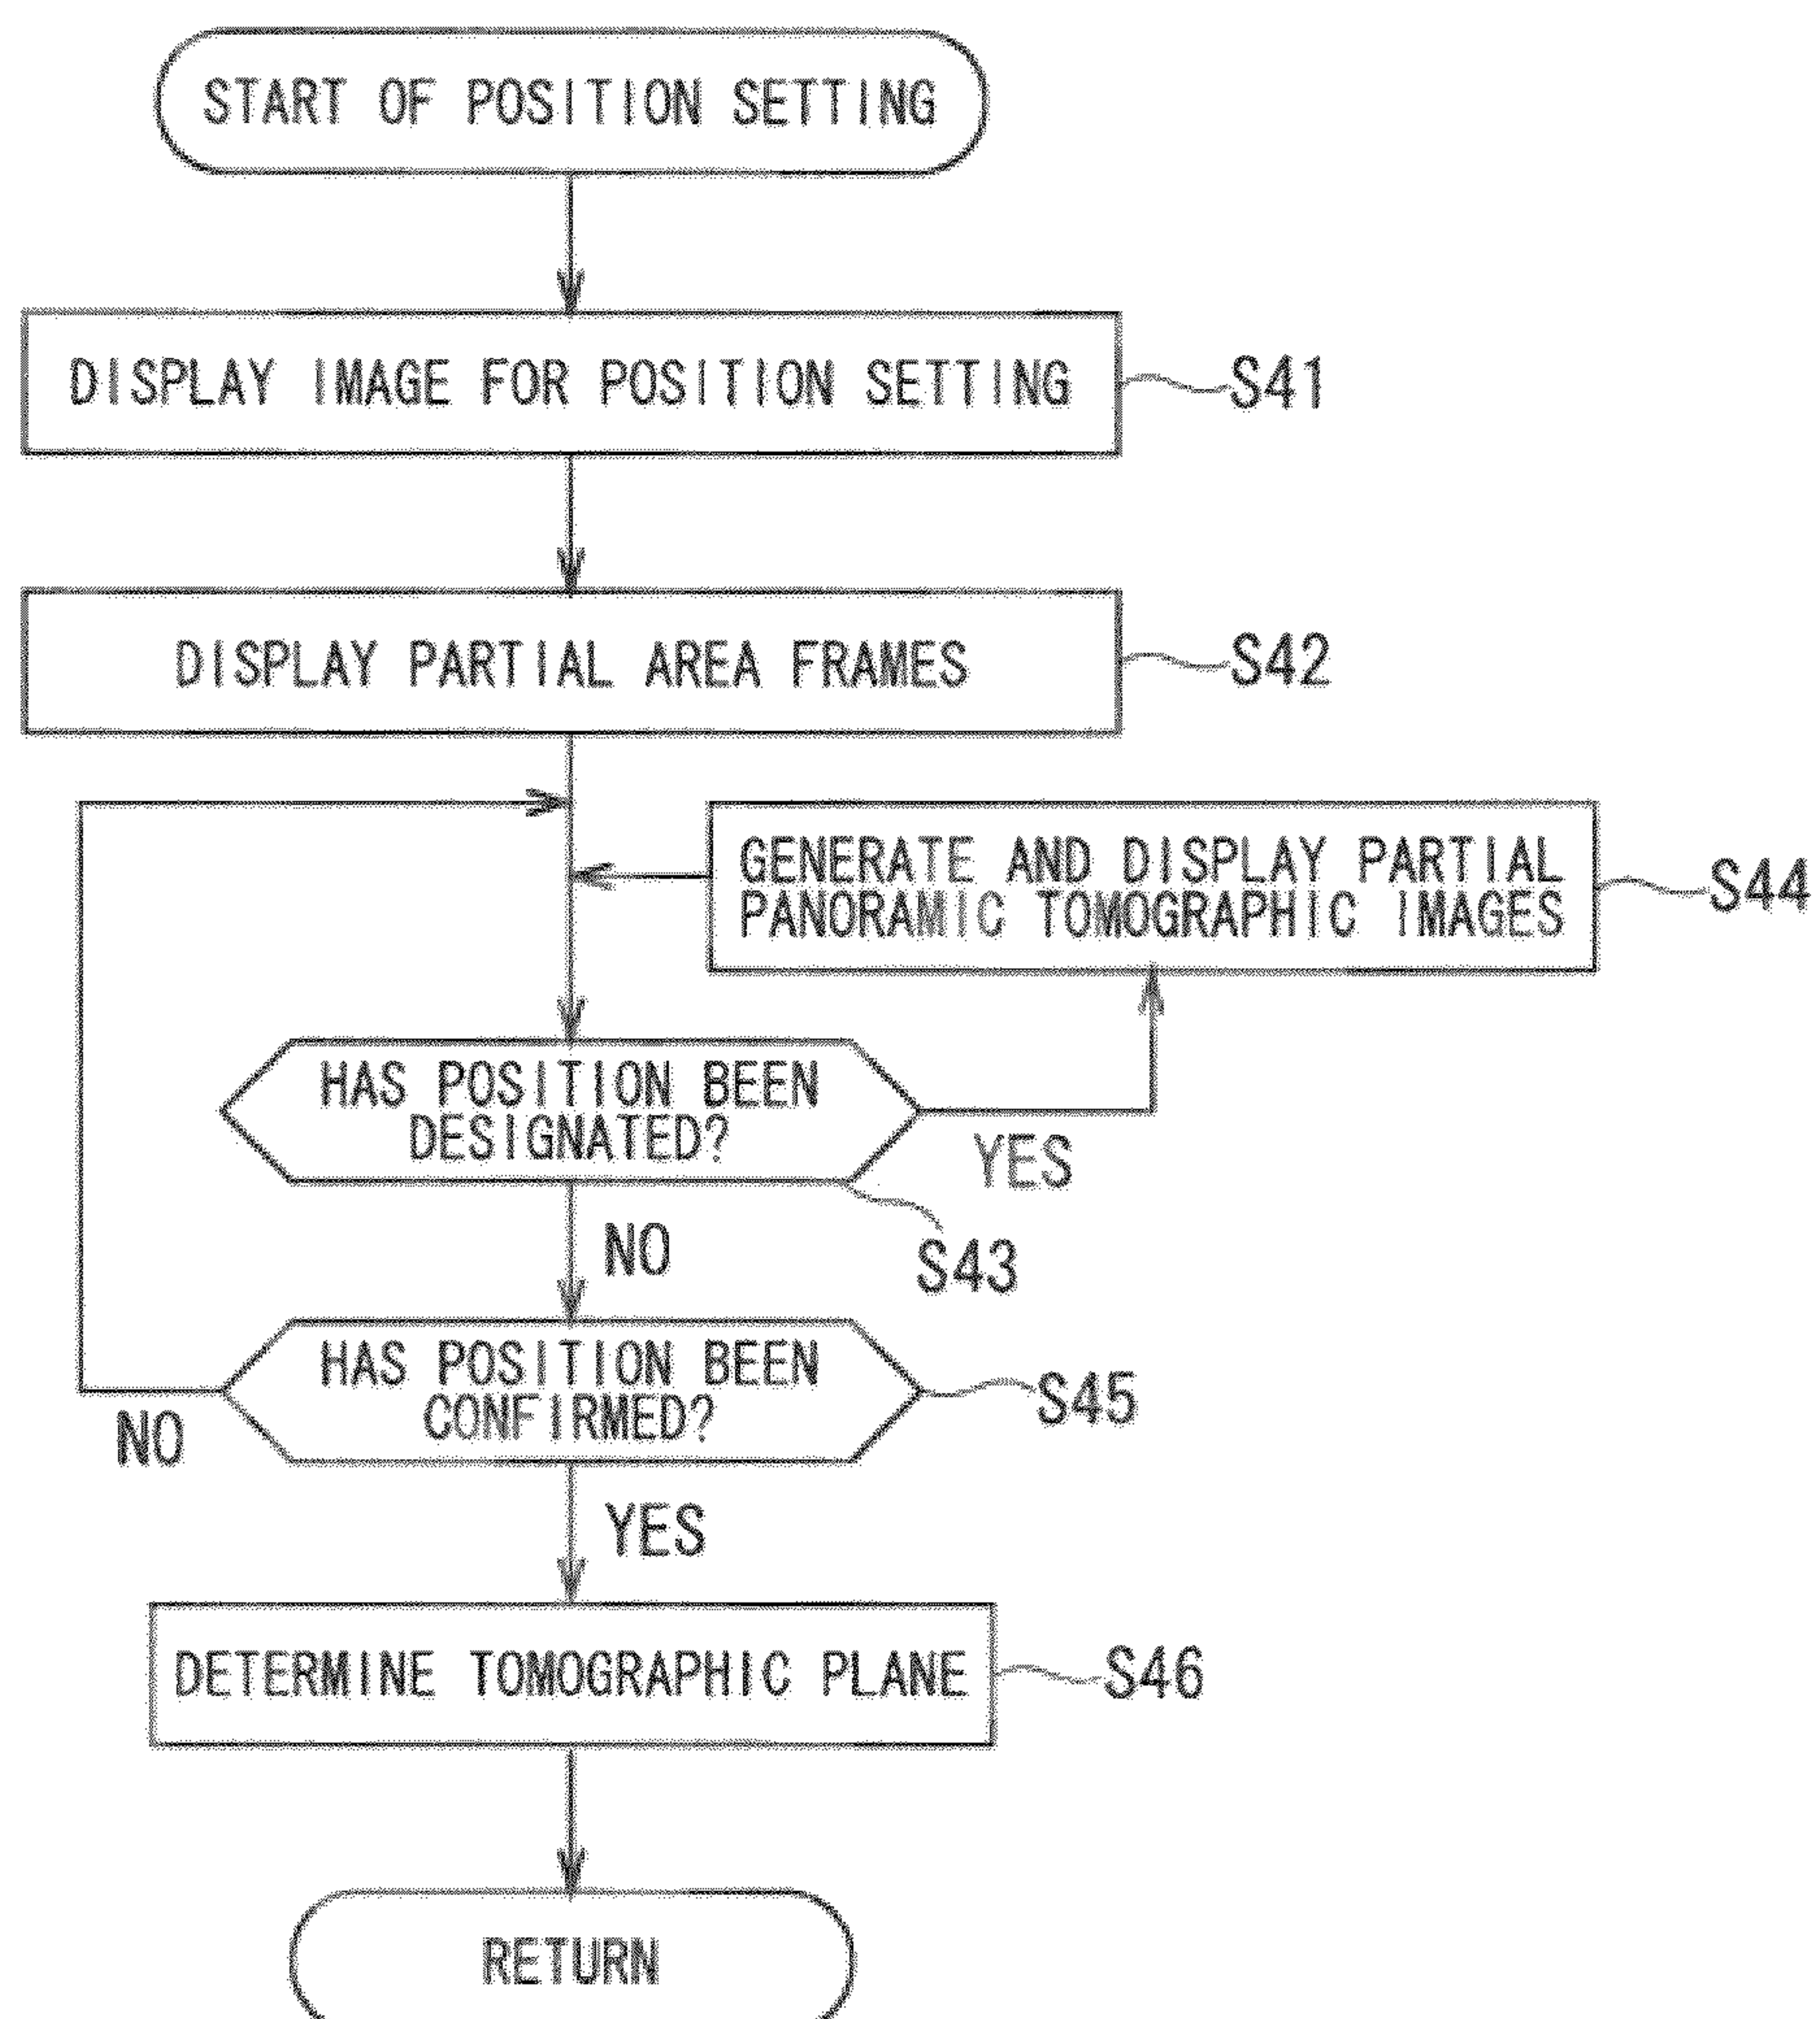 START OF POSITION SETTING
DISPLAY IMAGE FOR POSITION SETTING
S41
DISPLAY PARTIAL AREA FRAMES
S42
GENERATE AND DISPLAY PARTIAL
PANORAMIC TOMOGRAPHIC IMAGES
S44
HAS POSITION BEEN
DESIGNATED?
YES
S43
NO
HAS POSITION BEEN
CONFIRMED?
S45
NO
YES
DETERMINE TOMOGRAPHIC PLANE
S46
RETURN